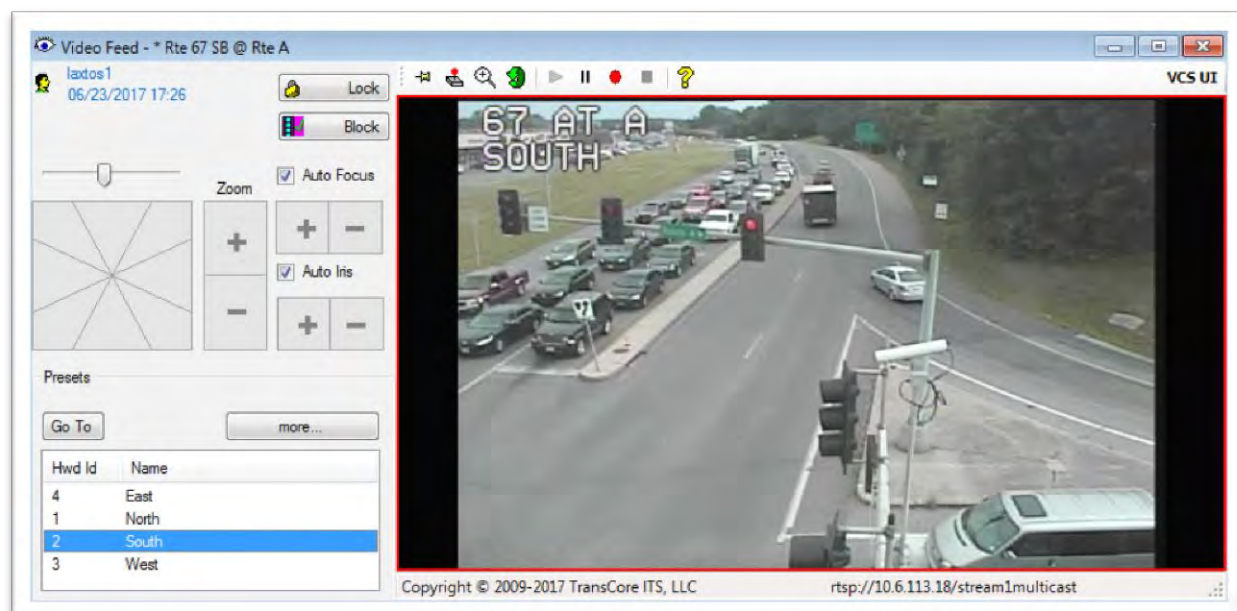 Video Feed - * Rte 67 SB @ Rte A
laxtos1
06/23/2017 17:26
Lock
Block
VCS UI
67 AT A
SOUTH
Zoom
Auto Focus
+
+ -
Auto Iris
-
+ -
Presets
Go To
more...
Hwd Id Name
4 East
1 North
2 South
3 West
Copyright © 2009-2017 TransCore ITS, LLC
rtsp://10.6.113.18/stream1multicast